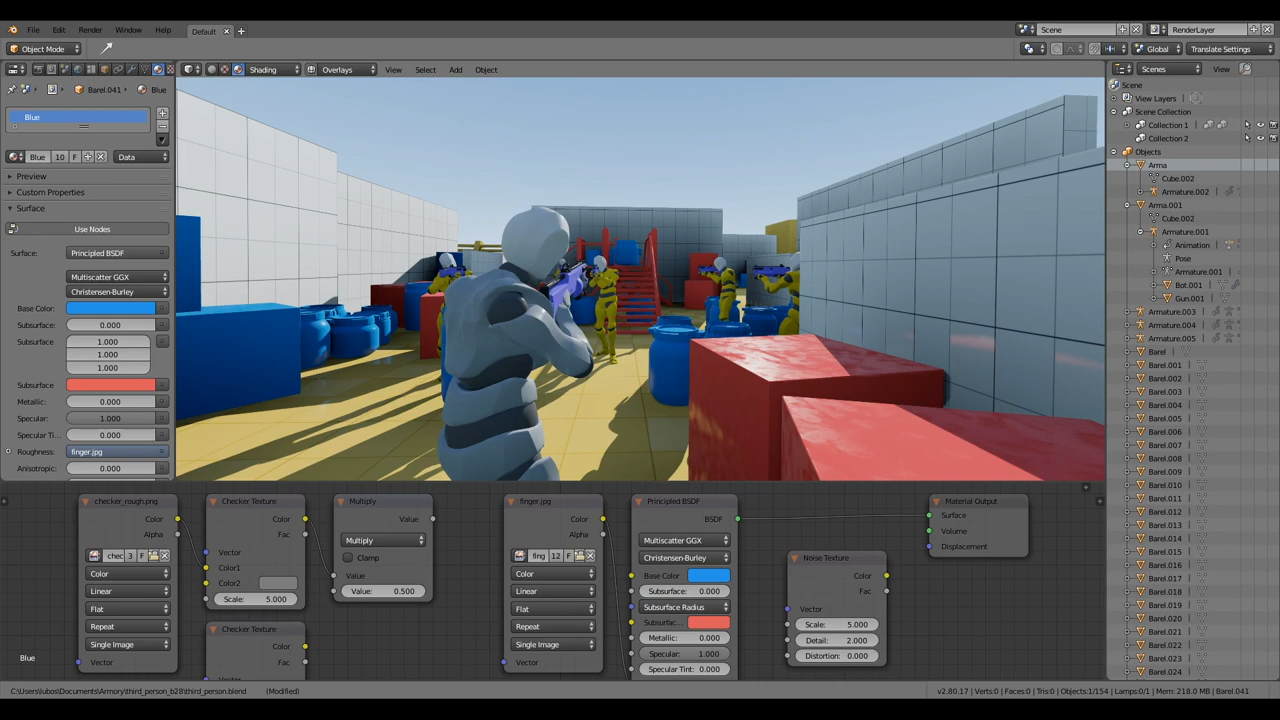 File Edit Render Window Help Default Scene RenderLayer
Object Mode Global Translate Settings
Shading Overlays View Select Add Object Scenes View
Barel.041 Blue
Blue
Blue 10 F Data
Preview
Custom Properties
Surface
Use Nodes
Surface: Principled BSDF
Multiscatter GGX
Christensen-Burley
Base Color:
Subsurface: 0.000
Subsurface 1.000
1.000
1.000
Subsurface
Metallic: 0.000
Specular: 1.000
Specular Ti... 0.000
Roughness: finger.jpg
Anisotropic: 0.000
Scene
View Layers
Scene Collection
Collection 1
Collection 2
Objects
Arma
Cube.002
Armature.002
Arma.001
Cube.002
Armature.001
Animation
Pose
Armature.001
Bot.001
Gun.001
Armature.003
Armature.004
Armature.005
Barel
Barel.001
Barel.002
Barel.003
Barel.004
Barel.005
Barel.006
Barel.007
Barel.008
Barel.009
Barel.010
Barel.011
Barel.012
Barel.013
Barel.014
Barel.015
Barel.016
Barel.017
Barel.018
Barel.019
Barel.020
Barel.021
Barel.022
Barel.023
Barel.024
checker_rough.png
Color
Alpha
chec 3 F
Color
Linear
Flat
Repeat
Single Image
Vector
Checker Texture
Color
Fac
Vector
Color1
Color2
Scale: 5.000
Checker Texture
Color
Fac
Multiply
Value
Multiply
Clamp
Value
Value: 0.500
finger.jpg
Color
Alpha
fing 12 F
Color
Linear
Flat
Repeat
Single Image
Vector
Principled BSDF
BSDF
Multiscatter GGX
Christensen-Burley
Base Color
Subsurface: 0.000
Subsurface Radius
Subsurfac...
Metallic: 0.000
Specular: 1.000
Specular Tint: 0.000
Noise Texture
Color
Fac
Vector
Scale: 5.000
Detail: 2.000
Distortion: 0.000
Material Output
Surface
Volume
Displacement
Blue
C:\Users\lubos\Documents\Armory\third_person_b28\third_person.blend (Modified) v2.80.17 | Verts:0 | Faces:0 | Tris:0 | Objects:1/154 | Lamps:0/1 | Mem: 218.0 MB | Barel.041